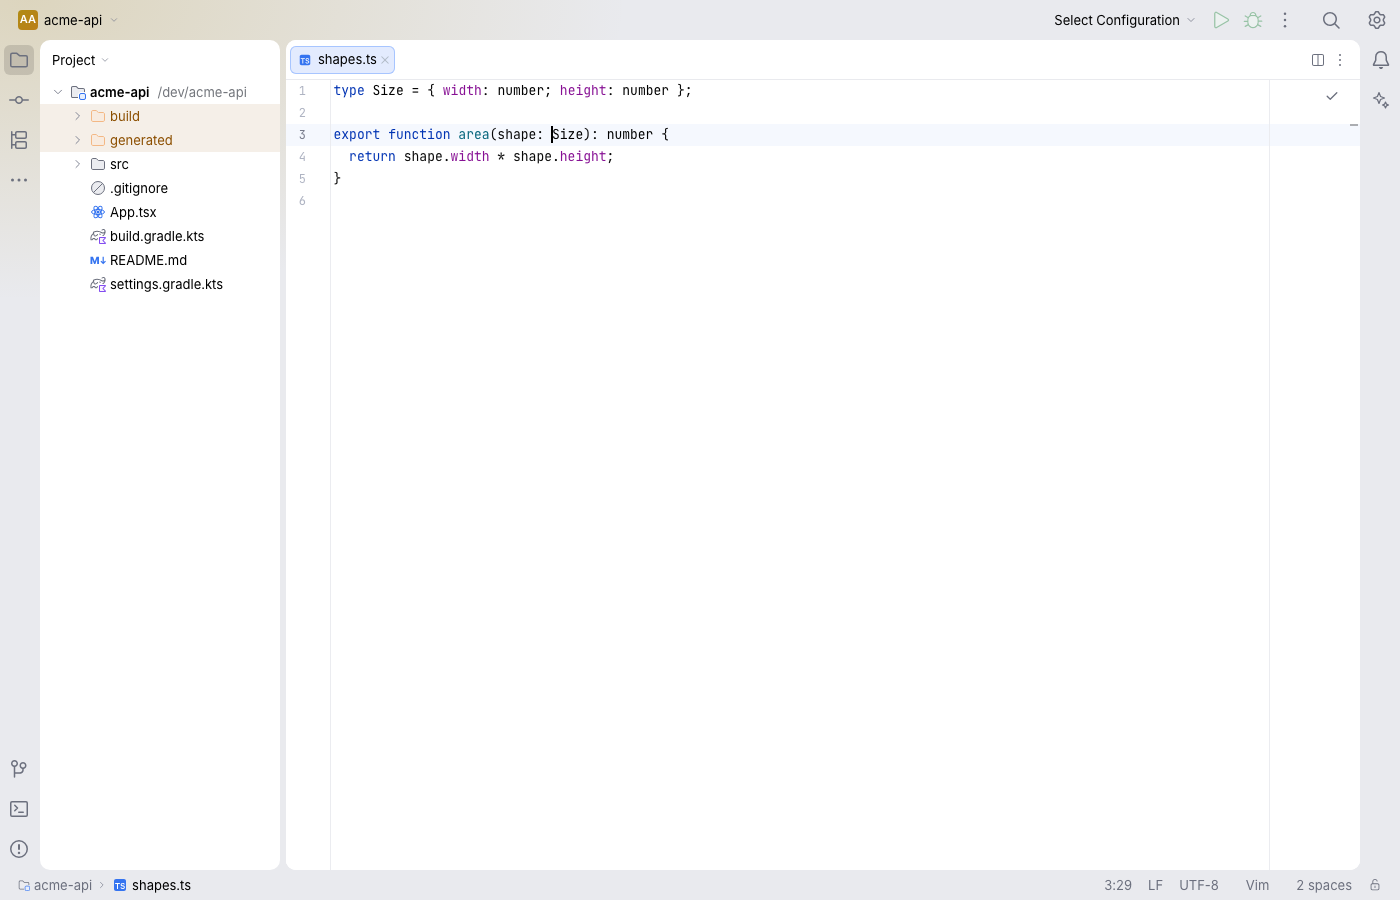 AA acme-api
Select Configuration
Project
shapes.ts
acme-api /dev/acme-api
build
generated
src
.gitignore
App.tsx
build.gradle.kts
README.md
settings.gradle.kts
1 type Size = { width: number; height: number };
2
3 export function area(shape: Size): number {
4 return shape.width * shape.height;
5 }
6
acme-api shapes.ts
3:29 LF UTF-8 Vim 2 spaces